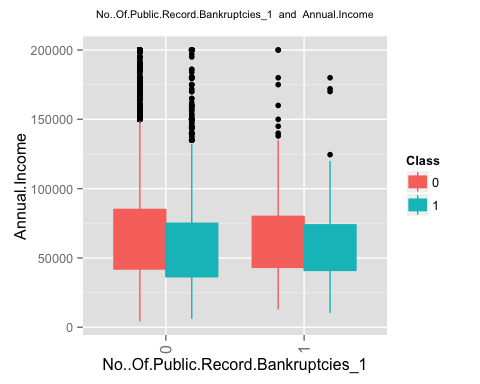 No..Of.Public.Record.Bankruptcies_1 and Annual.Income
200000
150000
100000
50000
0
Annual.Income
0
1
No..Of.Public.Record.Bankruptcies_1
Class
0
1